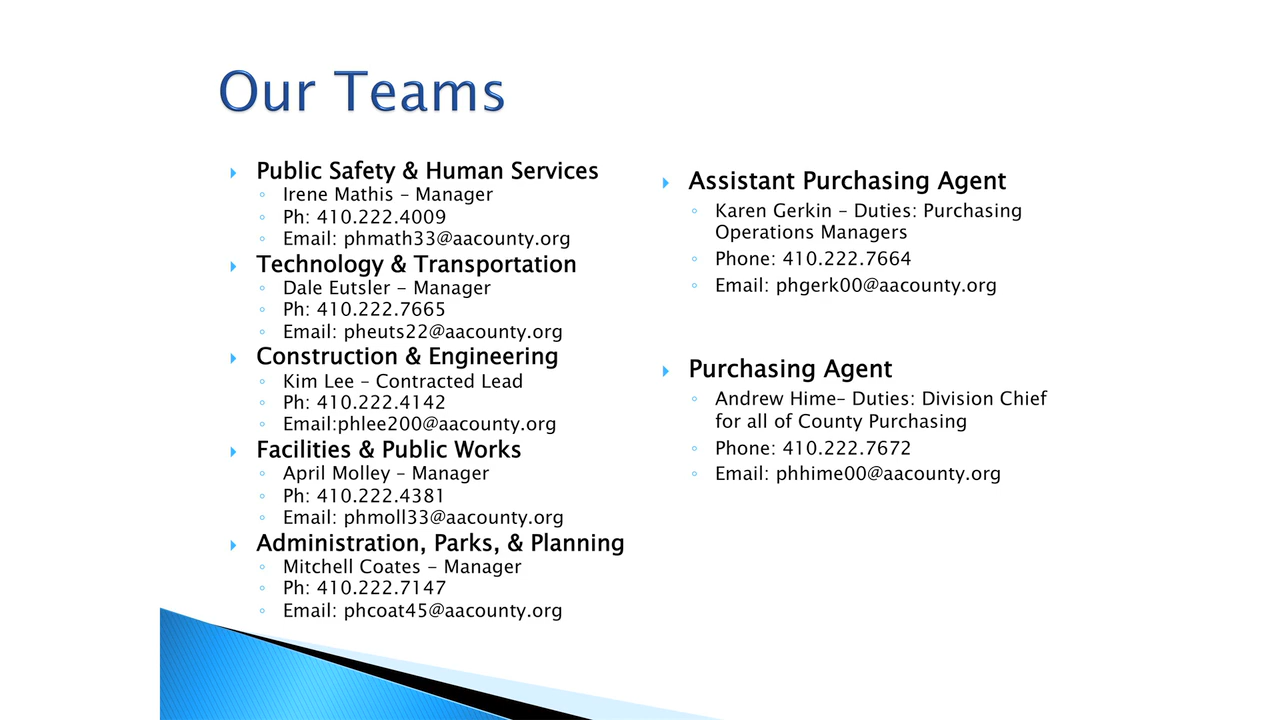 Our Teams
Public Safety & Human Services
Irene Mathis – Manager
Ph: 410.222.4009
Email: phmath33@aacounty.org
Technology & Transportation
Dale Eutsler - Manager
Ph: 410.222.7665
Email: pheuts22@aacounty.org
Construction & Engineering
Kim Lee – Contracted Lead
Ph: 410.222.4142
Email:phlee200@aacounty.org
Facilities & Public Works
April Molley – Manager
Ph: 410.222.4381
Email: phmoll33@aacounty.org
Administration, Parks, & Planning
Mitchell Coates - Manager
Ph: 410.222.7147
Email: phcoat45@aacounty.org
Assistant Purchasing Agent
Karen Gerkin – Duties: Purchasing
Operations Managers
Phone: 410.222.7664
Email: phgerk00@aacounty.org
Purchasing Agent
Andrew Hime– Duties: Division Chief
for all of County Purchasing
Phone: 410.222.7672
Email: phhime00@aacounty.org